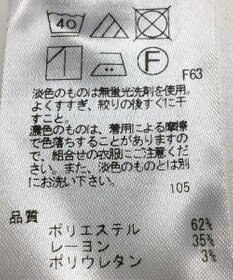 40
F
F63
淡色のものは無蛍光洗剤を使用。
よくすすぎ、絞りの後すぐに干
すこと。
濃色のものは、着用による摩擦
で色落ちすることがありますの
で、組合せの衣服にご注意くださ
い。また、淡色のものとは別
にお洗い下さい。
105
品質
ポリエステル 62%
レーヨン 35%
ポリウレタン 3%